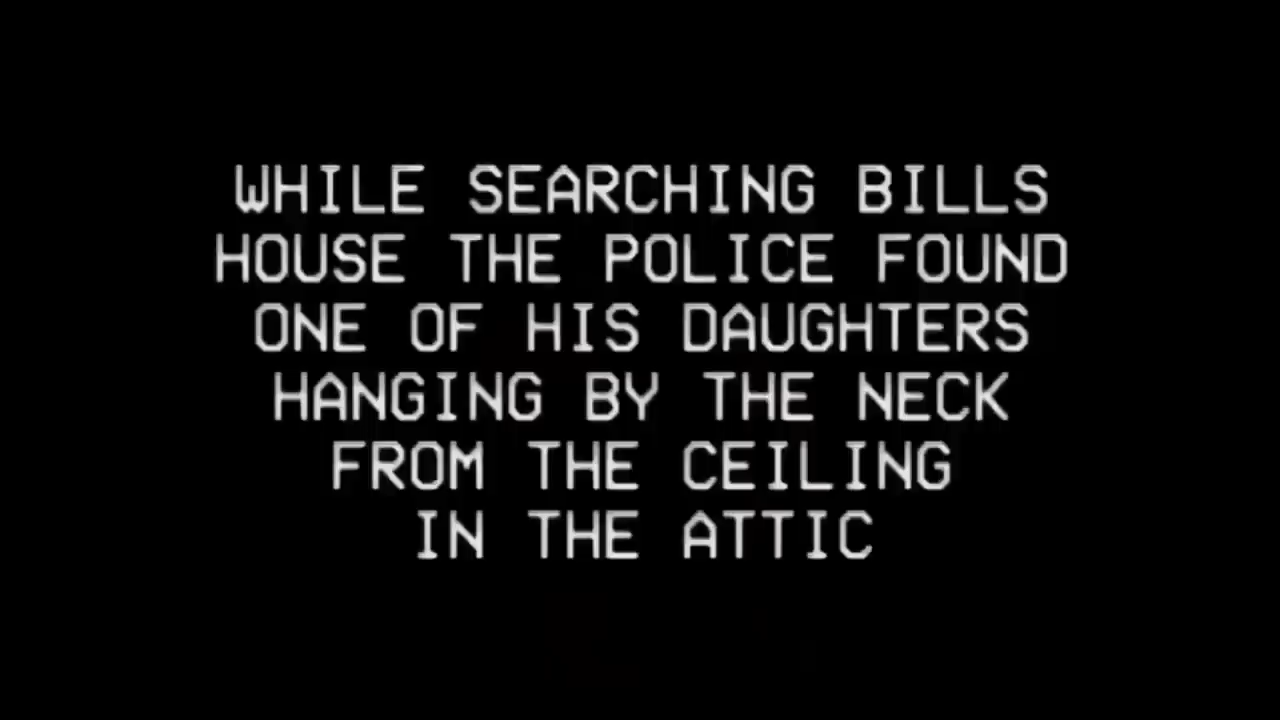 WHILE SEARCHING BILLS
HOUSE THE POLICE FOUND
ONE OF HIS DAUGHTERS
HANGING BY THE NECK
FROM THE CEILING
IN THE ATTIC